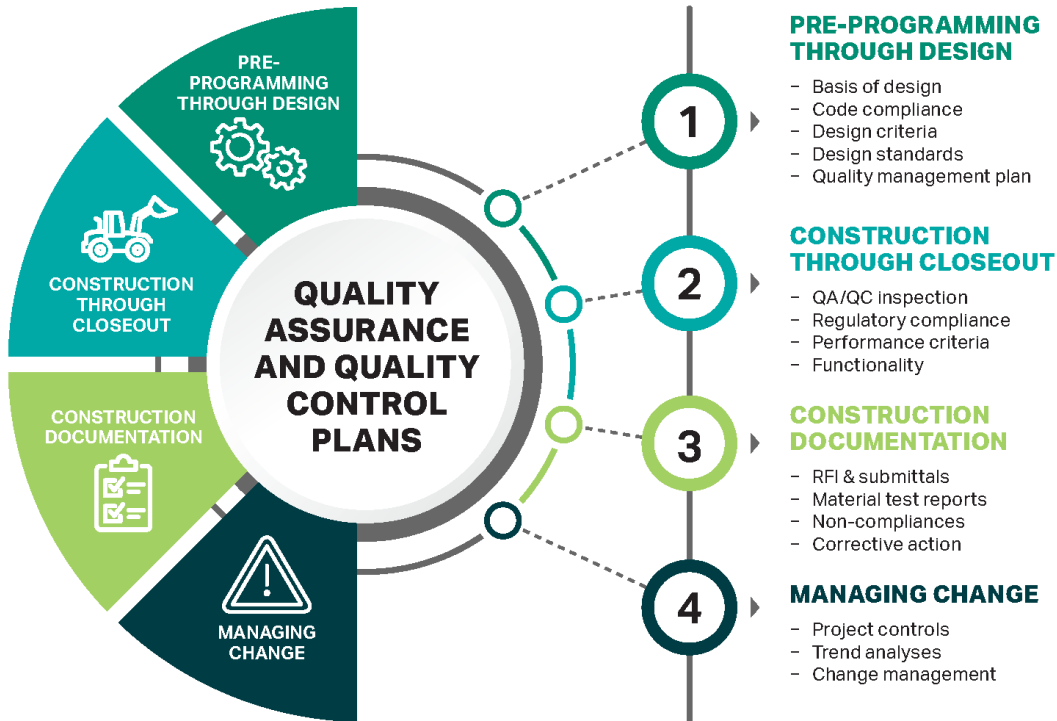 PRE-
PROGRAMMING
THROUGH DESIGN
CONSTRUCTION
THROUGH
CLOSEOUT
CONSTRUCTION
DOCUMENTATION
MANAGING
CHANGE
QUALITY
ASSURANCE
AND QUALITY
CONTROL
PLANS
1
PRE-PROGRAMMING
THROUGH DESIGN
– Basis of design
– Code compliance
– Design criteria
– Design standards
– Quality management plan
2
CONSTRUCTION
THROUGH CLOSEOUT
– QA/QC inspection
– Regulatory compliance
– Performance criteria
– Functionality
3
CONSTRUCTION
DOCUMENTATION
– RFI & submittals
– Material test reports
– Non-compliances
– Corrective action
4
MANAGING CHANGE
– Project controls
– Trend analyses
– Change management